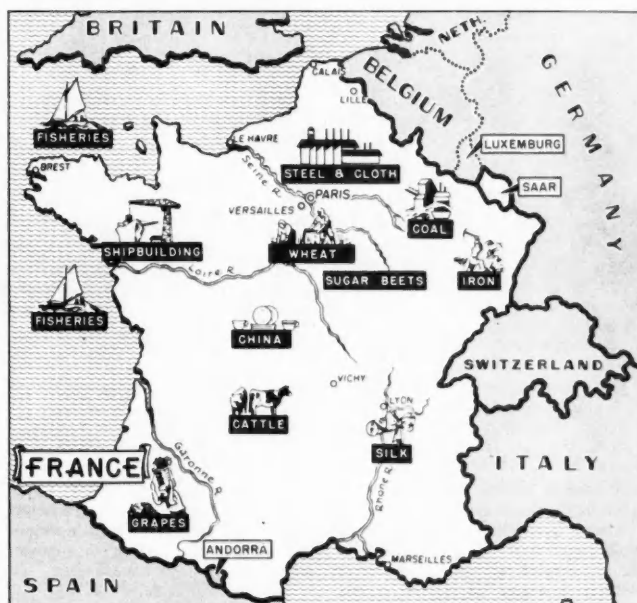 BRITAIN
NETH.
GERMANY
CALAIS
BELGIUM
LILLE
FISHERIES
LE HAVRE
LUXEMBURG
STEEL & CLOTH
Seine R.
BREST
PARIS
SAAR
VERSAILLES
COAL
SHIPBUILDING
WHEAT
Loire R.
SUGAR BEETS
IRON
FISHERIES
CHINA
SWITZERLAND
VICHY
LYON
CATTLE
SILK
FRANCE
Garonne R.
ITALY
Rhone R.
GRAPES
ANDORRA
MARSEILLES
SPAIN